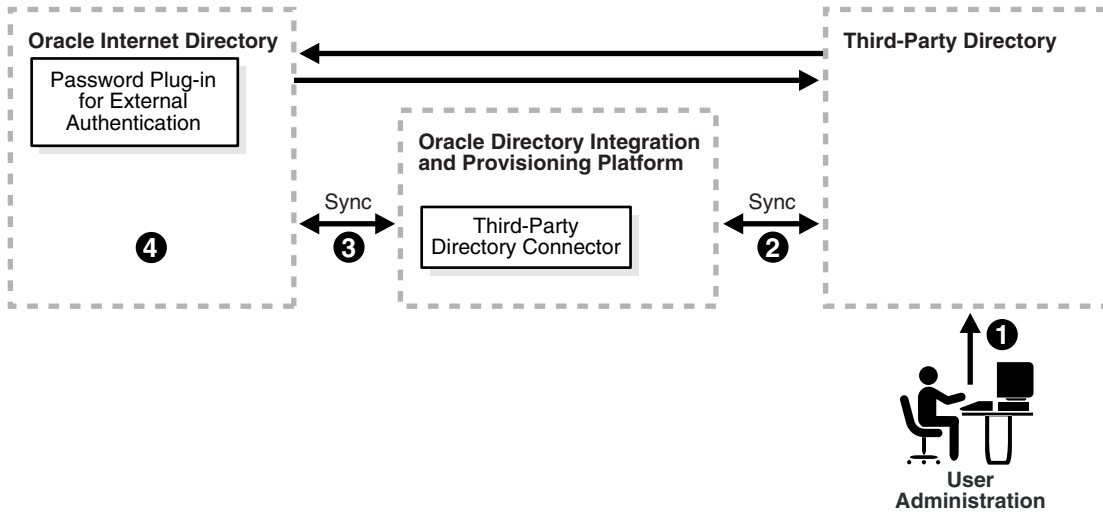 Oracle Internet Directory
Password Plug-in
for External
Authentication
Third-Party Directory
Oracle Directory Integration
and Provisioning Platform
Sync
Third-Party
Directory Connector
Sync
4
3
2
1
User
Administration